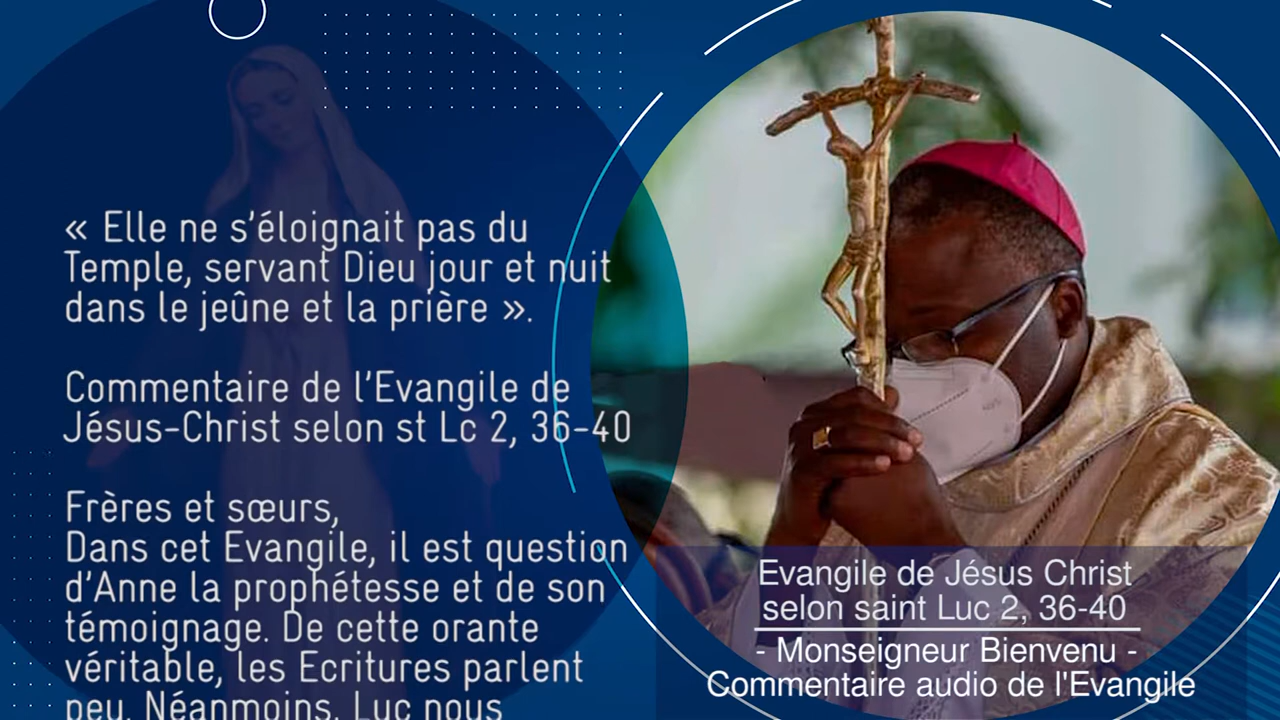 « Elle ne s'éloignait pas du
Temple, servant Dieu jour et nuit
dans le jeûne et la prière ».
Commentaire de l'Evangile de
Jésus-Christ selon st Lc 2, 36-40
Frères et sœurs,
Dans cet Evangile, il est question
d'Anne la prophétesse et de son
témoignage. De cette orante
véritable, les Ecritures parlent
peu. Néanmoins, Luc nous
Evangile de Jésus Christ
selon saint Luc 2, 36-40
- Monseigneur Bienvenu -
Commentaire audio de l'Evangile